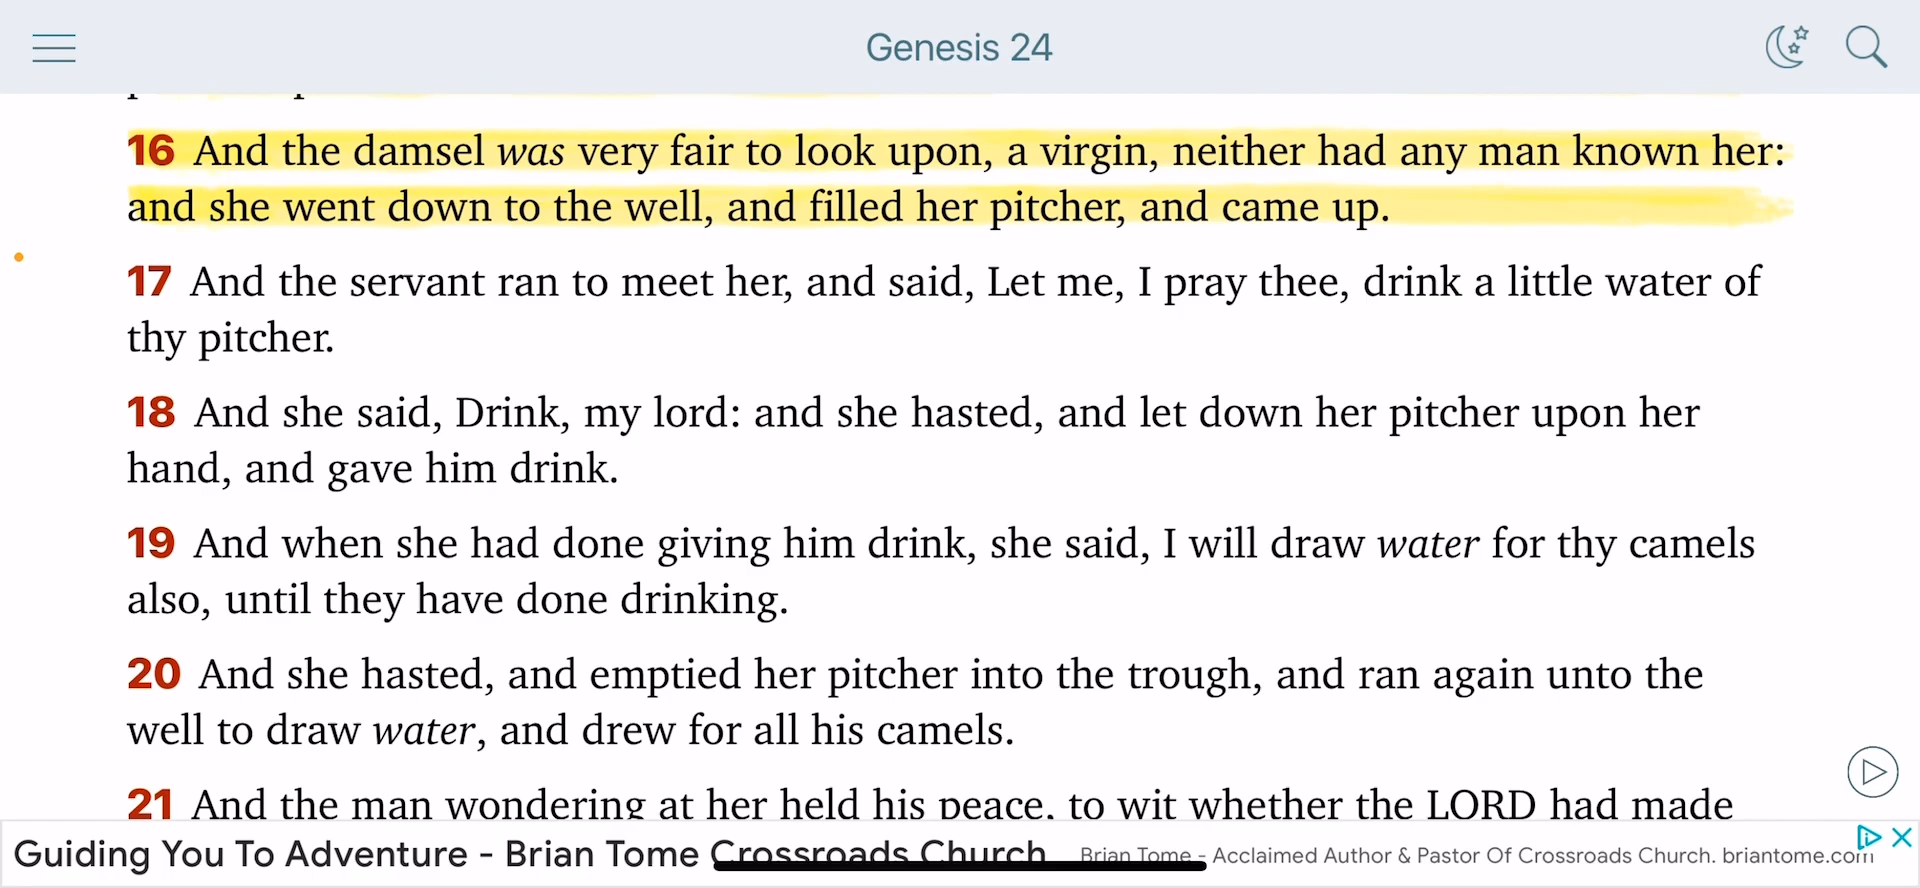 Genesis 24
16 And the damsel was very fair to look upon, a virgin, neither had any man known her:
and she went down to the well, and filled her pitcher, and came up.
17 And the servant ran to meet her, and said, Let me, I pray thee, drink a little water of
thy pitcher.
18 And she said, Drink, my lord: and she hasted, and let down her pitcher upon her
hand, and gave him drink.
19 And when she had done giving him drink, she said, I will draw water for thy camels
also, until they have done drinking.
20 And she hasted, and emptied her pitcher into the trough, and ran again unto the
well to draw water, and drew for all his camels.
21 And the man wondering at her held his peace, to wit whether the LORD had made
Guiding You To Adventure - Brian Tome Crossroads Church
Brian Tome - Acclaimed Author & Pastor Of Crossroads Church. briantome.com